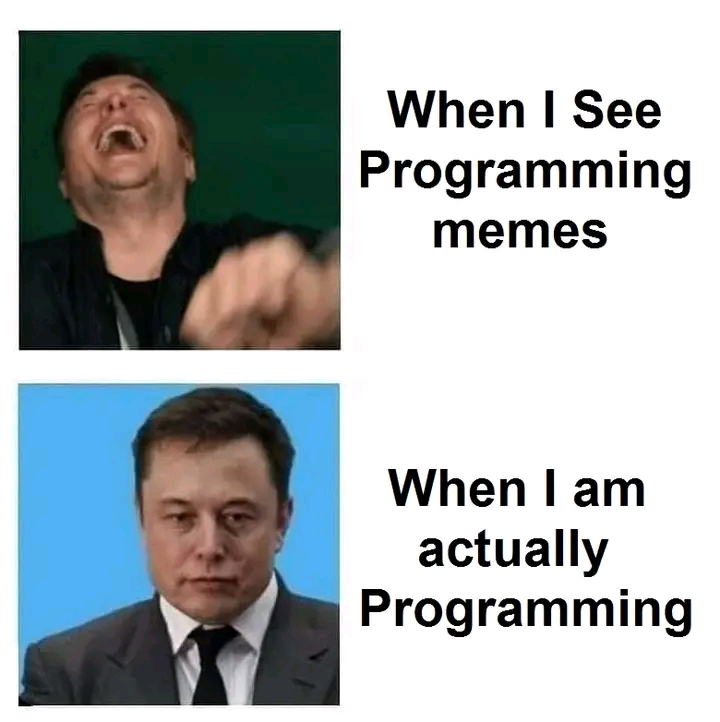 When I See
Programming
memes
When I am
actually
Programming